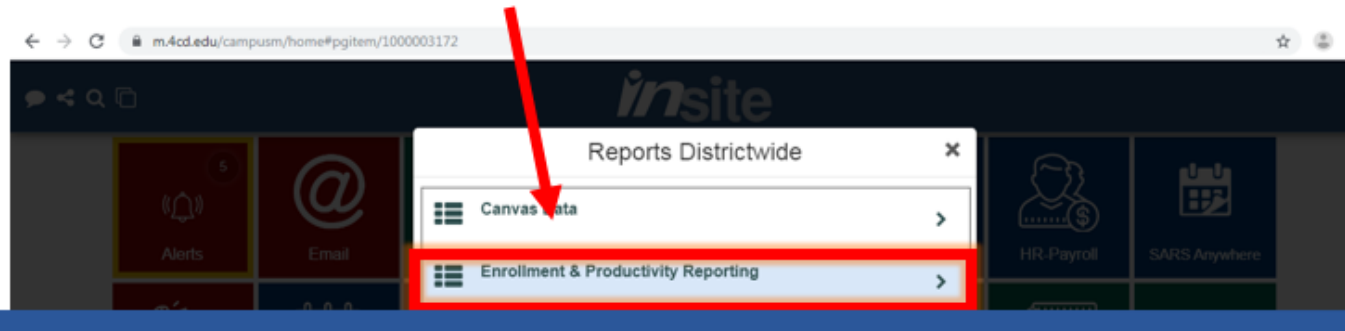 m.4cd.edu/campusm/home#pgitem/1000003172
insite
Reports Districtwide
5
Canvas Data
Alerts
Email
HR-Payroll
SARS Anywhere
Enrollment & Productivity Reporting